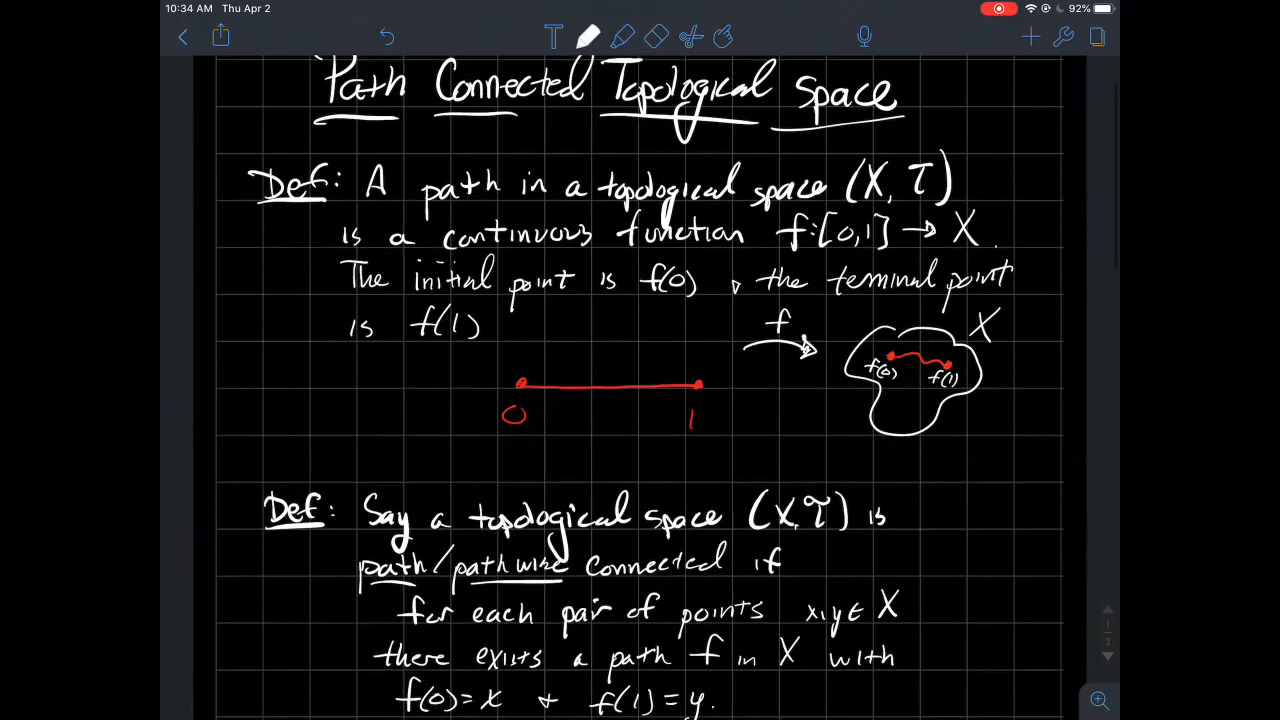 10:34 AM Thu Apr 2
92%
T
Path Connected Topological Space
Def: A path in a topological space (X, τ)
is a continuous function f:[0,1] → X.
The initial point is f(0) & the terminal point
is f(1)
f
X
f(0)
f(1)
0
1
Def: Say a topological space (X,τ) is
path/pathwise connected if
for each pair of points x,y ∈ X
there exists a path f in X with
f(0)=x & f(1)=y.
1
2